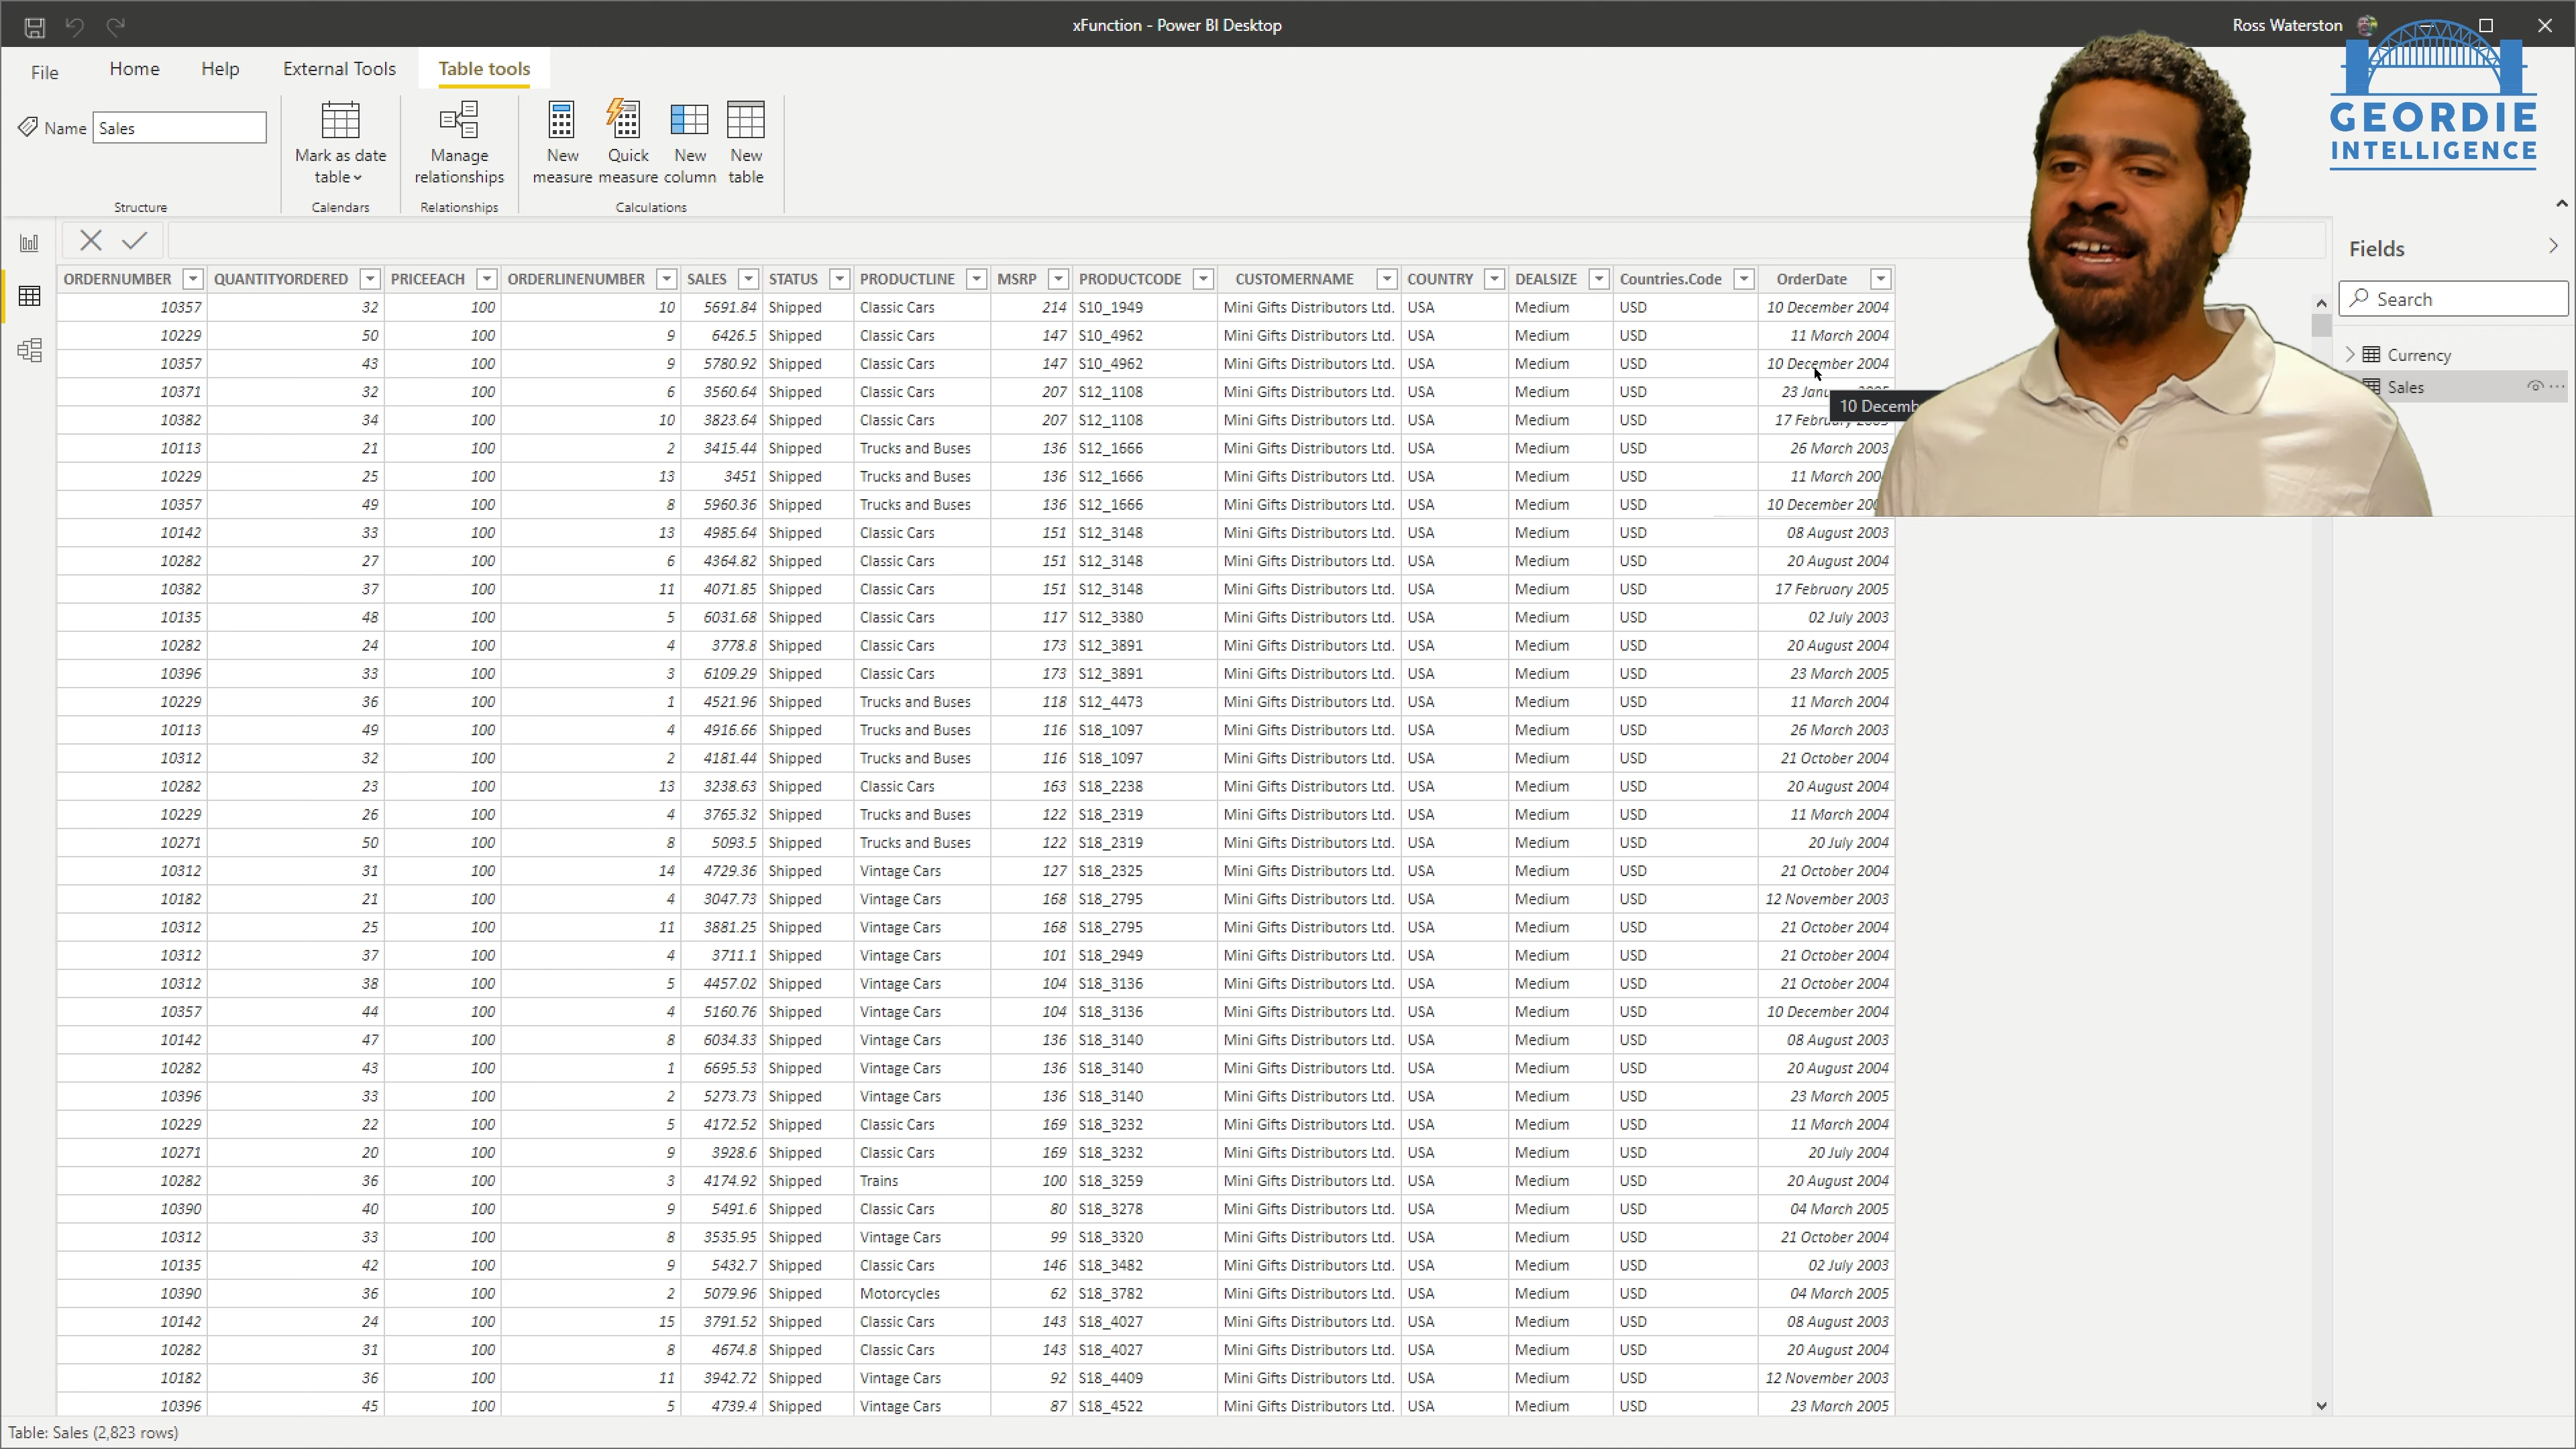 xFunction - Power BI Desktop
Ross Waterston
File Home Help External Tools Table tools
GEORDIE
INTELLIGENCE
Name Sales
Mark as date table
Manage relationships
New measure
Quick measure
New column
New table
Structure Calendars Relationships Calculations
Fields
Search
Currency
Sales
ORDERNUMBER QUANTITYORDERED PRICEEACH ORDERLINENUMBER SALES STATUS PRODUCTLINE MSRP PRODUCTCODE CUSTOMERNAME COUNTRY DEALSIZE Countries.Code OrderDate
10357 32 100 10 5691.84 Shipped Classic Cars 214 S10_1949 Mini Gifts Distributors Ltd. USA Medium USD 10 December 2004
10229 50 100 9 6426.5 Shipped Classic Cars 147 S10_4962 Mini Gifts Distributors Ltd. USA Medium USD 11 March 2004
10357 43 100 9 5780.92 Shipped Classic Cars 147 S10_4962 Mini Gifts Distributors Ltd. USA Medium USD 10 December 2004
10371 32 100 6 3560.64 Shipped Classic Cars 207 S12_1108 Mini Gifts Distributors Ltd. USA Medium USD 23
10 Decemb
10382 34 100 10 3823.64 Shipped Classic Cars 207 S12_1108 Mini Gifts Distributors Ltd. USA Medium USD 17
10113 21 100 2 3415.44 Shipped Trucks and Buses 136 S12_1666 Mini Gifts Distributors Ltd. USA Medium USD 26 March 2003
10229 25 100 13 3451 Shipped Trucks and Buses 136 S12_1666 Mini Gifts Distributors Ltd. USA Medium USD 11 March
10357 49 100 8 5960.36 Shipped Trucks and Buses 136 S12_1666 Mini Gifts Distributors Ltd. USA Medium USD 10 December
10142 33 100 13 4985.64 Shipped Classic Cars 151 S12_3148 Mini Gifts Distributors Ltd. USA Medium USD 08 August 2003
10282 27 100 6 4364.82 Shipped Classic Cars 151 S12_3148 Mini Gifts Distributors Ltd. USA Medium USD 20 August 2004
10382 37 100 11 4071.85 Shipped Classic Cars 151 S12_3148 Mini Gifts Distributors Ltd. USA Medium USD 17 February 2005
10135 48 100 5 6031.68 Shipped Classic Cars 117 S12_3380 Mini Gifts Distributors Ltd. USA Medium USD 02 July 2003
10282 24 100 4 3778.8 Shipped Classic Cars 173 S12_3891 Mini Gifts Distributors Ltd. USA Medium USD 20 August 2004
10396 33 100 3 6109.29 Shipped Classic Cars 173 S12_3891 Mini Gifts Distributors Ltd. USA Medium USD 23 March 2005
10229 36 100 1 4521.96 Shipped Trucks and Buses 118 S12_4473 Mini Gifts Distributors Ltd. USA Medium USD 11 March 2004
10113 49 100 4 4916.66 Shipped Trucks and Buses 116 S18_1097 Mini Gifts Distributors Ltd. USA Medium USD 26 March 2003
10312 32 100 2 4181.44 Shipped Trucks and Buses 116 S18_1097 Mini Gifts Distributors Ltd. USA Medium USD 21 October 2004
10282 23 100 13 3238.63 Shipped Classic Cars 163 S18_2238 Mini Gifts Distributors Ltd. USA Medium USD 20 August 2004
10229 26 100 4 3765.32 Shipped Trucks and Buses 122 S18_2319 Mini Gifts Distributors Ltd. USA Medium USD 11 March 2004
10271 50 100 8 5093.5 Shipped Trucks and Buses 122 S18_2319 Mini Gifts Distributors Ltd. USA Medium USD 20 July 2004
10312 31 100 14 4729.36 Shipped Vintage Cars 127 S18_2325 Mini Gifts Distributors Ltd. USA Medium USD 21 October 2004
10182 21 100 4 3047.73 Shipped Vintage Cars 168 S18_2795 Mini Gifts Distributors Ltd. USA Medium USD 12 November 2003
10312 25 100 11 3881.25 Shipped Vintage Cars 168 S18_2795 Mini Gifts Distributors Ltd. USA Medium USD 21 October 2004
10312 37 100 4 3711.1 Shipped Vintage Cars 101 S18_2949 Mini Gifts Distributors Ltd. USA Medium USD 21 October 2004
10312 38 100 5 4457.02 Shipped Vintage Cars 104 S18_3136 Mini Gifts Distributors Ltd. USA Medium USD 21 October 2004
10357 44 100 4 5160.76 Shipped Vintage Cars 104 S18_3136 Mini Gifts Distributors Ltd. USA Medium USD 10 December 2004
10142 47 100 8 6034.33 Shipped Vintage Cars 136 S18_3140 Mini Gifts Distributors Ltd. USA Medium USD 08 August 2003
10282 43 100 1 6695.53 Shipped Vintage Cars 136 S18_3140 Mini Gifts Distributors Ltd. USA Medium USD 20 August 2004
10396 33 100 2 5273.73 Shipped Vintage Cars 136 S18_3140 Mini Gifts Distributors Ltd. USA Medium USD 23 March 2005
10229 22 100 5 4172.52 Shipped Classic Cars 169 S18_3232 Mini Gifts Distributors Ltd. USA Medium USD 11 March 2004
10271 20 100 9 3928.6 Shipped Classic Cars 169 S18_3232 Mini Gifts Distributors Ltd. USA Medium USD 20 July 2004
10282 36 100 3 4174.92 Shipped Trains 100 S18_3259 Mini Gifts Distributors Ltd. USA Medium USD 20 August 2004
10390 40 100 9 5491.6 Shipped Classic Cars 80 S18_3278 Mini Gifts Distributors Ltd. USA Medium USD 04 March 2005
10312 33 100 8 3535.95 Shipped Vintage Cars 99 S18_3320 Mini Gifts Distributors Ltd. USA Medium USD 21 October 2004
10135 42 100 9 5432.7 Shipped Classic Cars 146 S18_3482 Mini Gifts Distributors Ltd. USA Medium USD 02 July 2003
10390 36 100 2 5079.96 Shipped Motorcycles 62 S18_3782 Mini Gifts Distributors Ltd. USA Medium USD 04 March 2005
10142 24 100 15 3791.52 Shipped Classic Cars 143 S18_4027 Mini Gifts Distributors Ltd. USA Medium USD 08 August 2003
10282 31 100 8 4674.8 Shipped Classic Cars 143 S18_4027 Mini Gifts Distributors Ltd. USA Medium USD 20 August 2004
10182 36 100 11 3942.72 Shipped Vintage Cars 92 S18_4409 Mini Gifts Distributors Ltd. USA Medium USD 12 November 2003
10396 45 100 5 4739.4 Shipped Vintage Cars 87 S18_4522 Mini Gifts Distributors Ltd. USA Medium USD 23 March 2005
Table: Sales (2,823 rows)